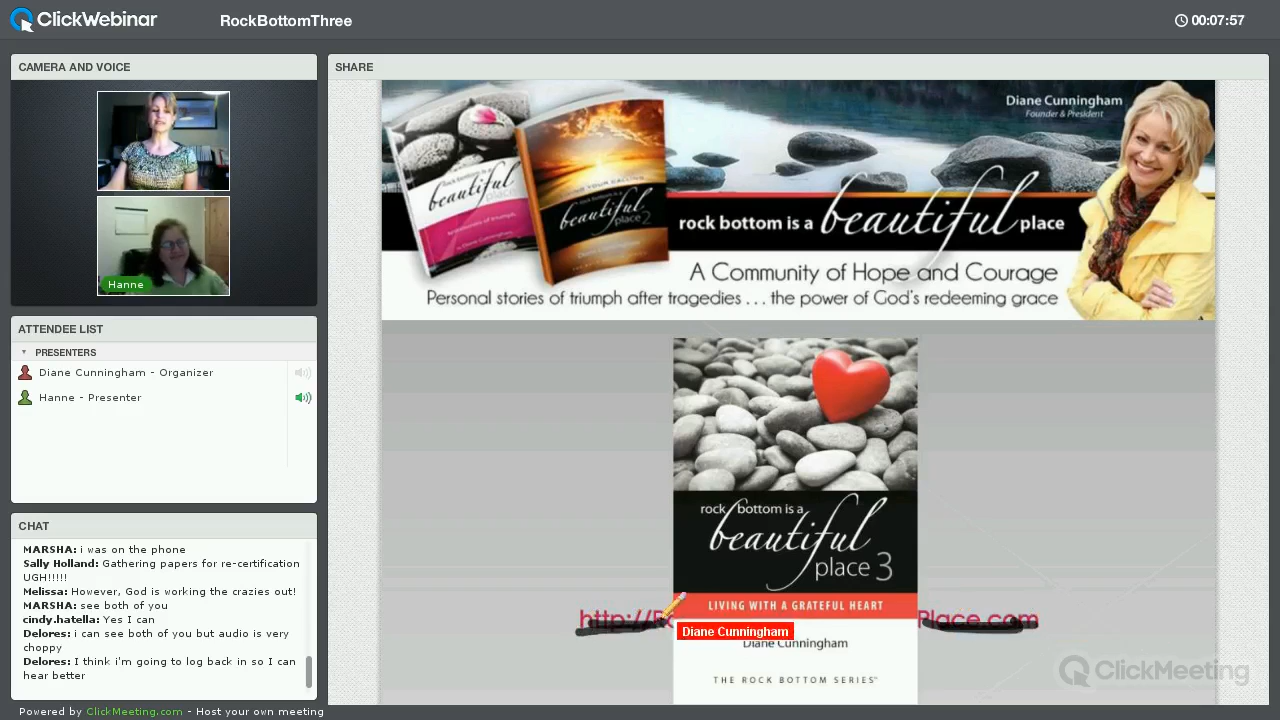 ClickWebinar
RockBottomThree
00:07:57
CAMERA AND VOICE
Hanne
ATTENDEE LIST
PRESENTERS
Diane Cunningham - Organizer
Hanne - Presenter
CHAT
MARSHA: i was on the phone
Sally Holland: Gathering papers for re-certification
UGH!!!!!
Melissa: However, God is working the crazies out!
MARSHA: see both of you
cindy Jatella: Yes I can
Delores: i can see both of you but audio is very
choppy
Delores: I think i'm going to log back in so I can
hear better
Powered by ClickMeeting.com - Host your own meeting
SHARE
Diane Cunningham
Founder & President
rock bottom is a
beautiful
place 2
rock bottom is a beautiful place
A Community of Hope and Courage
Personal stories of triumph after tragedies . . . the power of God's redeeming grace
rock bottom is a
beautiful
place 3
LIVING WITH A GRATEFUL HEART
http://R
Place.com
Diane Cunningham
Diane Cunningham
THE ROCK BOTTOM SERIES
ClickMeeting